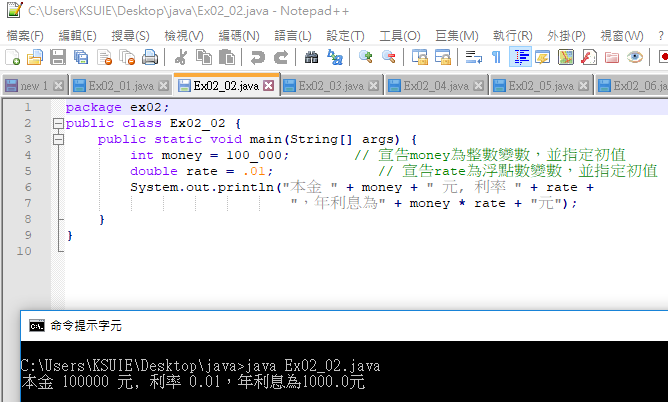 C:\Users\KSUIE\Desktop\java\Ex02_02.java - Notepad++
檔案(F) 編輯(E) 搜尋(S) 檢視(V) 編碼(N) 語言(L) 設定(T) 工具(O) 巨集(M) 執行(R) 外掛(P) 視窗(W) ?
new 1 Ex02_01.java Ex02_02.java Ex02_03.java Ex02_04.java Ex02_05.java Ex02_06.java
1 package ex02;
2 public class Ex02_02 {
3 public static void main(String[] args) {
4 int money = 100_000; // 宣告money為整數變數，並指定初值
5 double rate = .01; // 宣告rate為浮點數變數，並指定初值
6 System.out.println("本金 " + money + " 元, 利率 " + rate +
7 "，年利息為" + money * rate + "元");
8 }
9 }
10
命令提示字元
C:\Users\KSUIE\Desktop\java>java Ex02_02.java
本金 100000 元, 利率 0.01，年利息為1000.0元